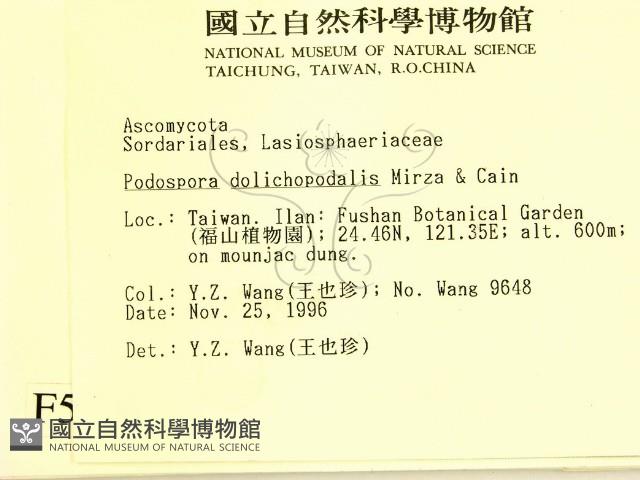 國立自然科學博物館
NATIONAL MUSEUM OF NATURAL SCIENCE
TAICHUNG, TAIWAN, R.O.CHINA
Ascomycota
Sordariales, Lasiosphaeriaceae
Podospora dolichopodalis Mirza & Cain
Loc.: Taiwan. Ilan: Fushan Botanical Garden
(福山植物園); 24.46N, 121.35E; alt. 600m;
on mounjac dung.
Col.: Y.Z. Wang(王也珍); No. Wang 9648
Date: Nov. 25, 1996
Det.: Y.Z. Wang(王也珍)
F5
國立自然科學博物館
NATIONAL MUSEUM OF NATURAL SCIENCE